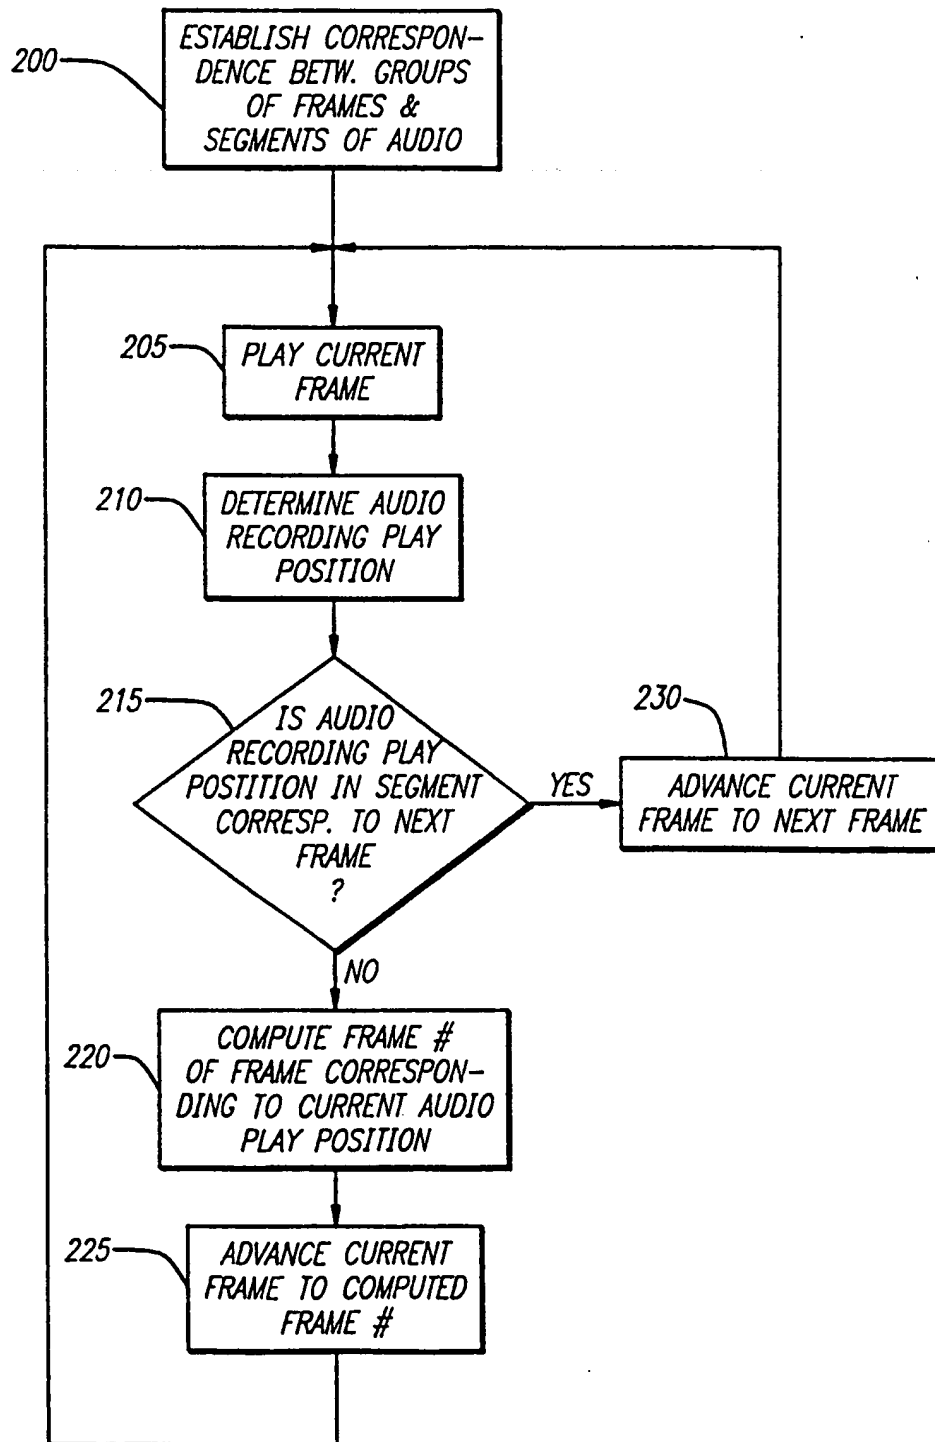 200
ESTABLISH CORRESPON-
DENCE BETW. GROUPS
OF FRAMES &
SEGMENTS OF AUDIO
205
PLAY CURRENT
FRAME
210
DETERMINE AUDIO
RECORDING PLAY
POSITION
215
IS AUDIO
RECORDING PLAY
POSTITION IN SEGMENT
CORRESP. TO NEXT
FRAME
?
YES
230
ADVANCE CURRENT
FRAME TO NEXT FRAME
NO
220
COMPUTE FRAME #
OF FRAME CORRESPON-
DING TO CURRENT AUDIO
PLAY POSITION
225
ADVANCE CURRENT
FRAME TO COMPUTED
FRAME #